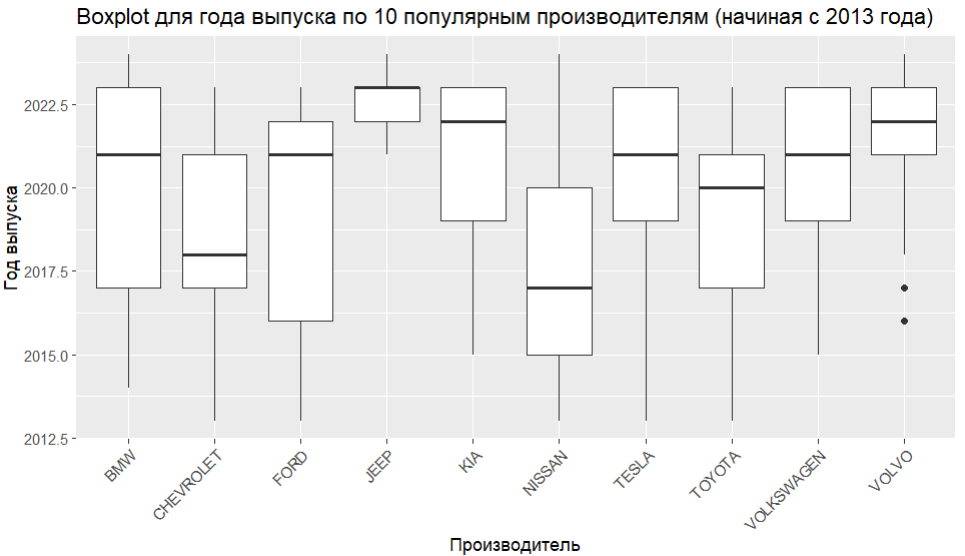 Boxplot для года выпуска по 10 популярным производителям (начиная с 2013 года)
Год выпуска
2022.5
2020.0
2017.5
2015.0
2012.5
BMW
CHEVROLET
FORD
JEEP
KIA
NISSAN
TESLA
TOYOTA
VOLKSWAGEN
VOLVO
Производитель